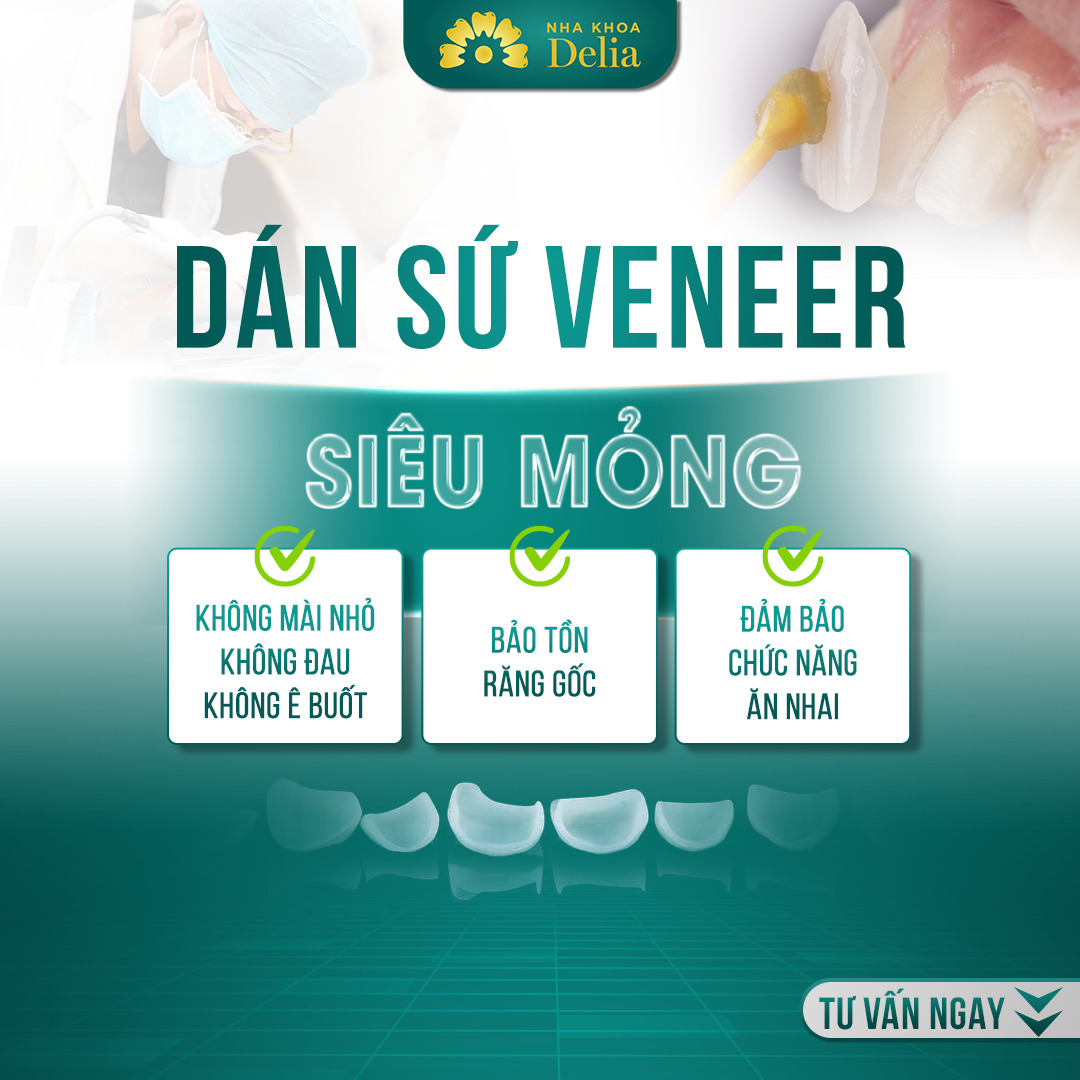 NHA KHOA
Delia
DÁN SỨ VENEER
SIÊU MỎNG
KHÔNG MÀI NHỎ
KHÔNG ĐAU
KHÔNG Ê BUỐT
BẢO TỒN
RĂNG GỐC
ĐẢM BẢO
CHỨC NĂNG
ĂN NHAI
TƯ VẤN NGAY